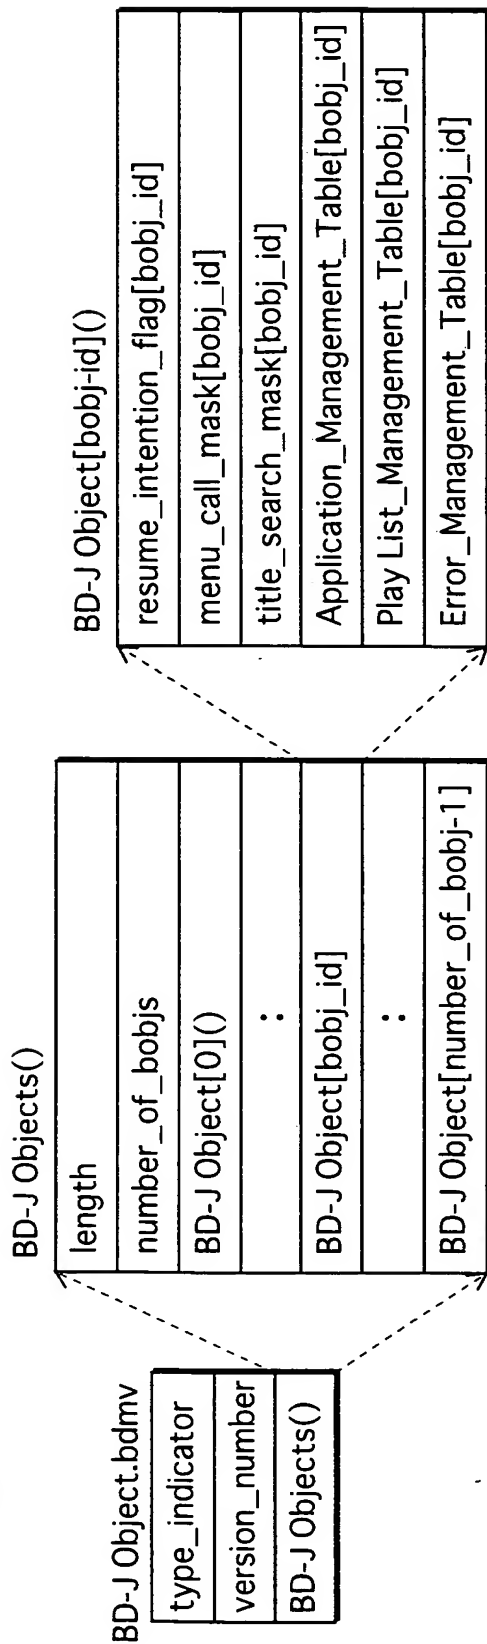 BD-J Object.bdmv
type_indicator
version_number
BD-J Objects()
BD-J Objects()
length
number_of_bobjs
BD-J Object[0]()
:
BD-J Object[bobj_id]
:
BD-J Object[number_of_bobj-1]
BD-J Object[bobj-id]()
resume_intention_flag[bobj_id]
menu_call_mask[bobj_id]
title_search_mask[bobj_id]
Application_Management_Table[bobj_id]
Play List_Management_Table[bobj_id]
Error_Management_Table[bobj_id]